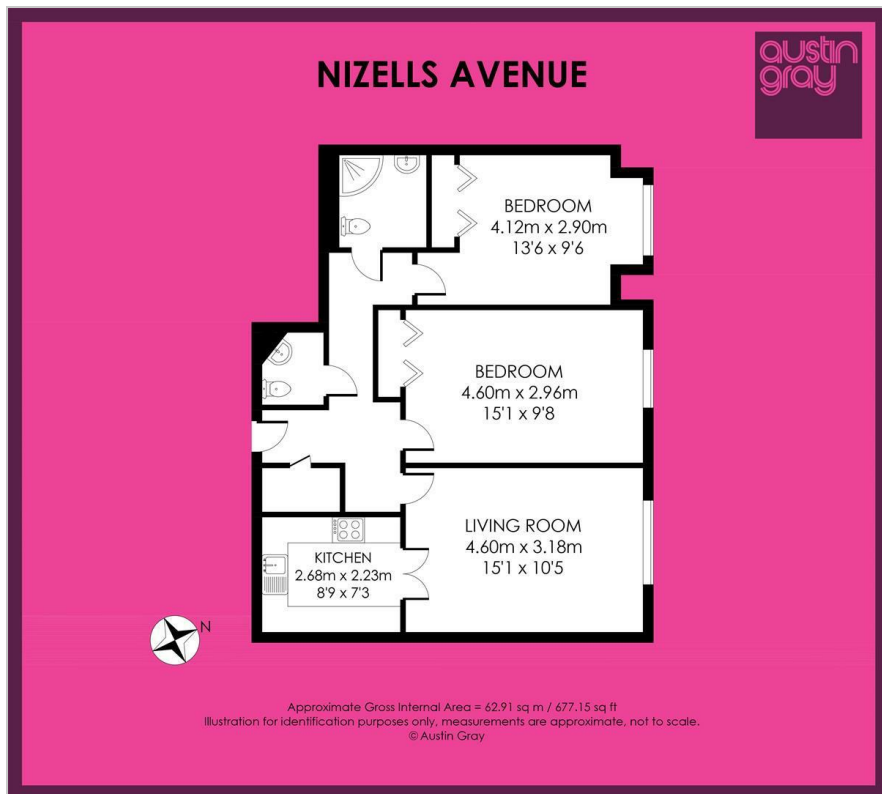 NIZELLS AVENUE
austin
gray
BEDROOM
4.12m x 2.90m
13'6 x 9'6
BEDROOM
4.60m x 2.96m
15'1 x 9'8
LIVING ROOM
4.60m x 3.18m
15'1 x 10'5
KITCHEN
2.68m x 2.23m
8'9 x 7'3
N
Approximate Gross Internal Area = 62.91 sq m / 677.15 sq ft
Illustration for identification purposes only, measurements are approximate, not to scale.
© Austin Gray